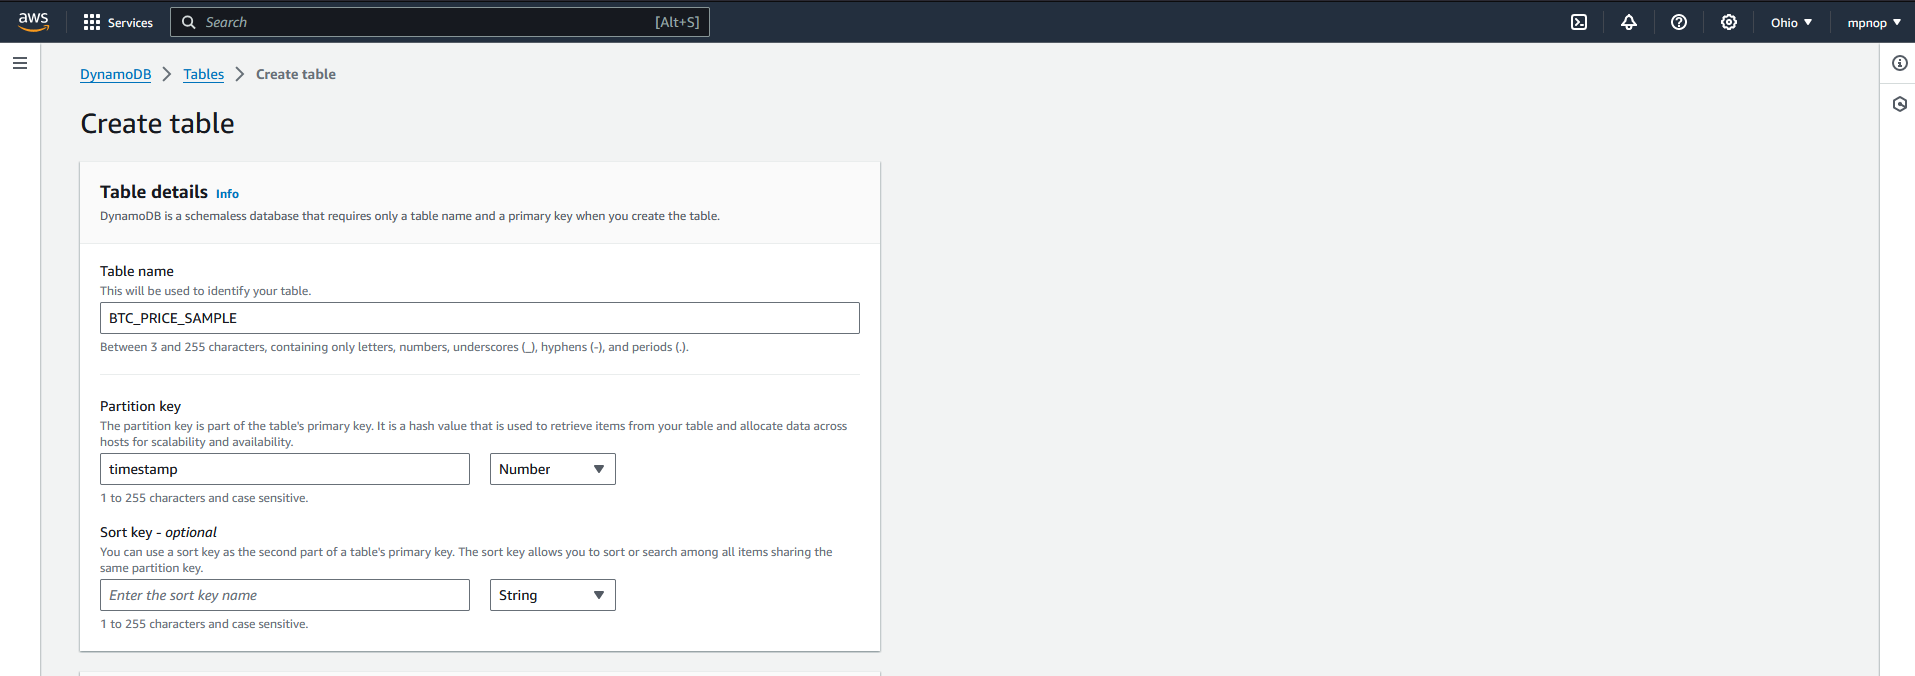 aws
Services
Search
[Alt+S]
Ohio
mpnop
DynamoDB
Tables
Create table
Create table
Table details Info
DynamoDB is a schemaless database that requires only a table name and a primary key when you create the table.
Table name
This will be used to identify your table.
BTC_PRICE_SAMPLE
Between 3 and 255 characters, containing only letters, numbers, underscores (_), hyphens (-), and periods (.).
Partition key
The partition key is part of the table's primary key. It is a hash value that is used to retrieve items from your table and allocate data across
hosts for scalability and availability.
timestamp
Number
1 to 255 characters and case sensitive.
Sort key - optional
You can use a sort key as the second part of a table's primary key. The sort key allows you to sort or search among all items sharing the
same partition key.
Enter the sort key name
String
1 to 255 characters and case sensitive.